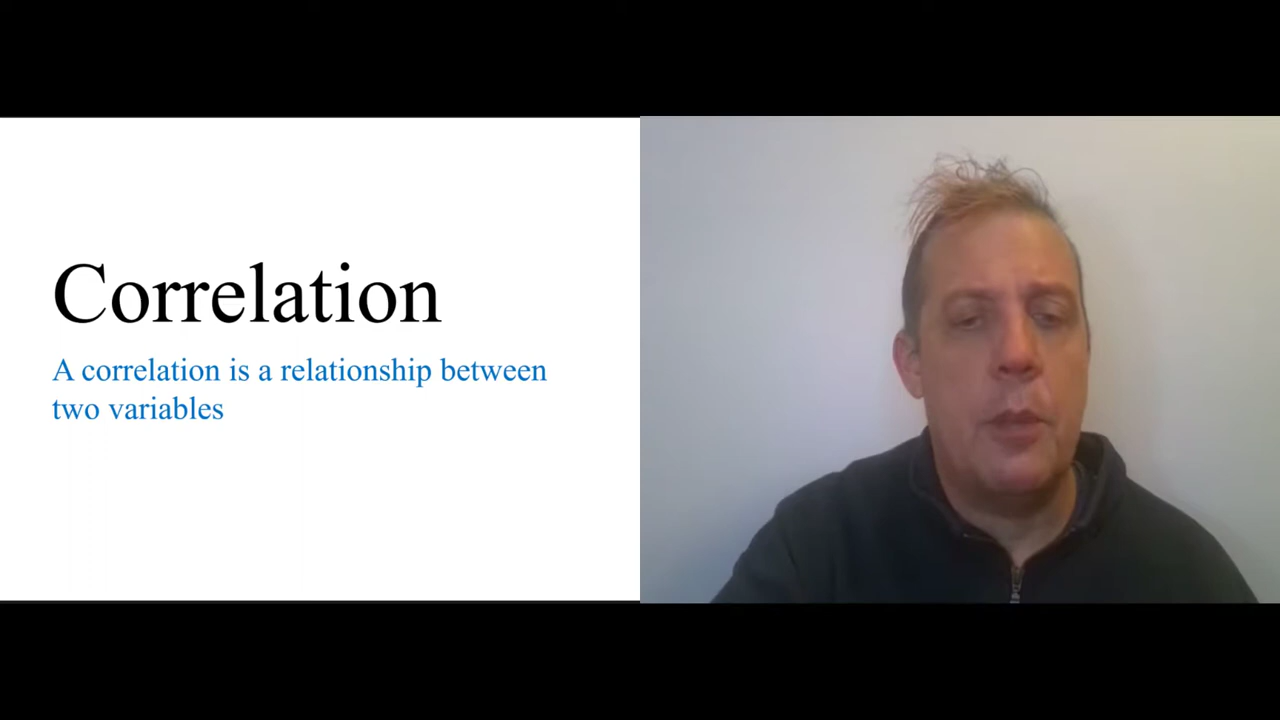 Correlation
A correlation is a relationship between
two variables